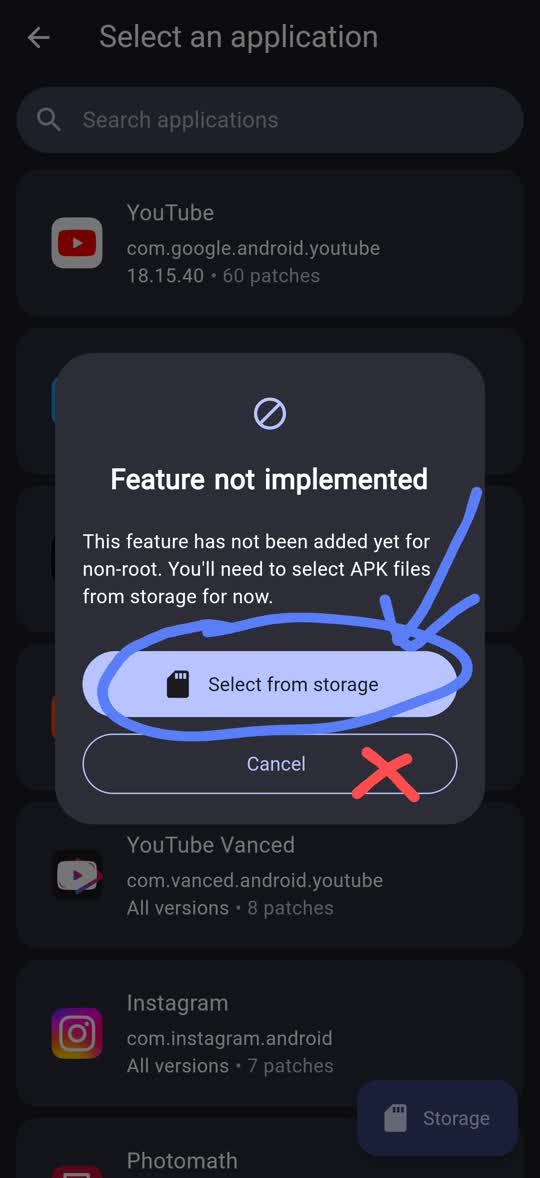 Select an application
Search applications
YouTube
com.google.android.youtube
18.15.40 • 60 patches
Feature not implemented
This feature has not been added yet for
non-root. You'll need to select APK files
from storage for now.
Select from storage
Cancel
YouTube Vanced
com.vanced.android.youtube
All versions • 8 patches
Instagram
com.instagram.android
All versions • 7 patches
Storage
Photomath